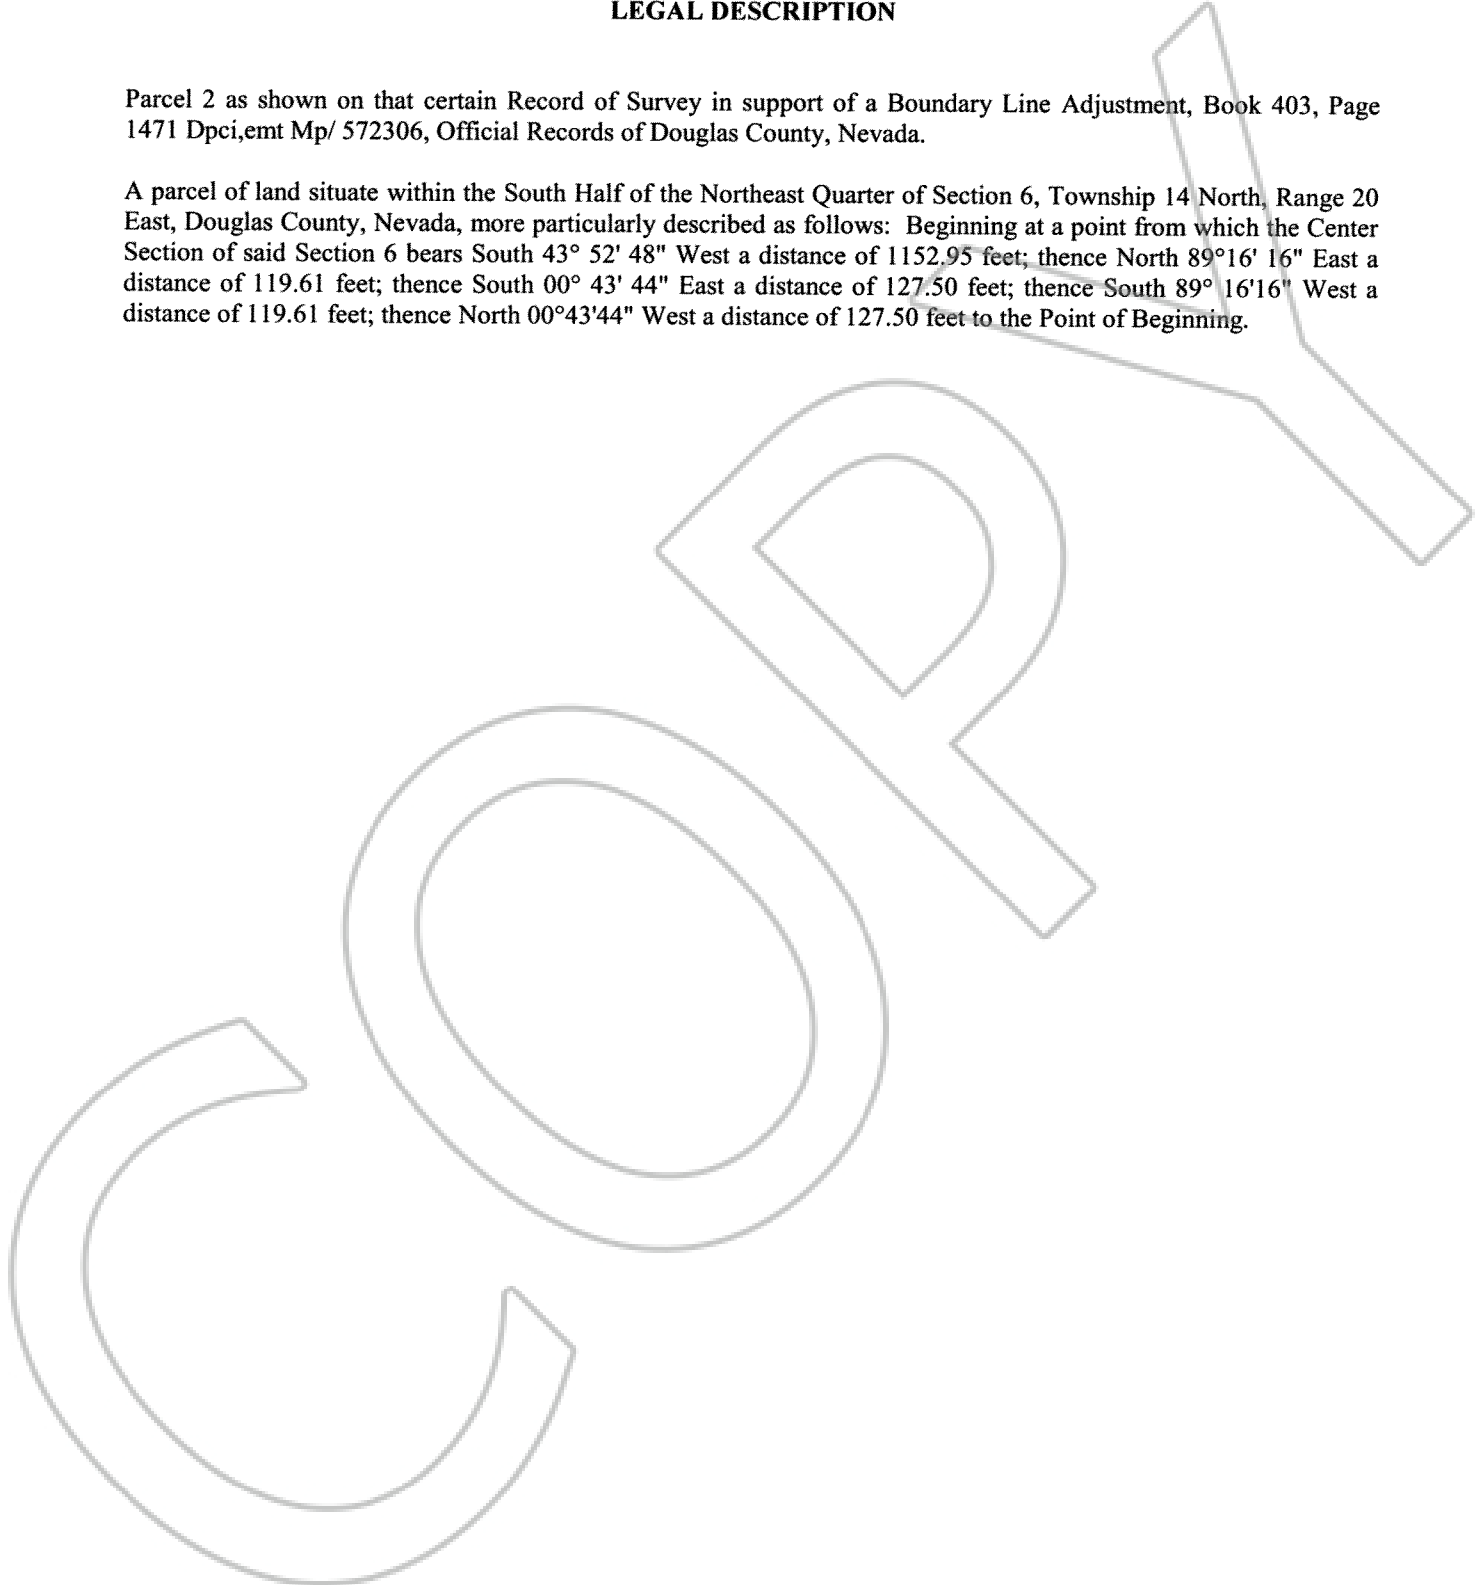 LEGAL DESCRIPTION
Parcel 2 as shown on that certain Record of Survey in support of a Boundary Line Adjustment, Book 403, Page
1471 Dpci,emt Mp/ 572306, Official Records of Douglas County, Nevada.
A parcel of land situate within the South Half of the Northeast Quarter of Section 6, Township 14 North, Range 20
East, Douglas County, Nevada, more particularly described as follows: Beginning at a point from which the Center
Section of said Section 6 bears South 43° 52' 48" West a distance of 1152.95 feet; thence North 89°16' 16" East a
distance of 119.61 feet; thence South 00° 43' 44" East a distance of 127.50 feet; thence South 89° 16'16" West a
distance of 119.61 feet; thence North 00°43'44" West a distance of 127.50 feet to the Point of Beginning.
COPY